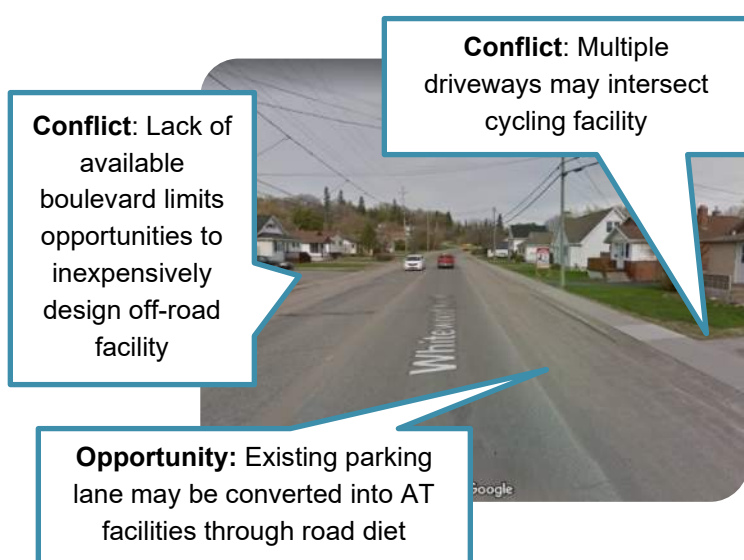 Conflict: Multiple
driveways may intersect
cycling facility
Conflict: Lack of
available
boulevard limits
opportunities to
inexpensively
design off-road
facility
Opportunity: Existing parking
lane may be converted into AT
facilities through road diet